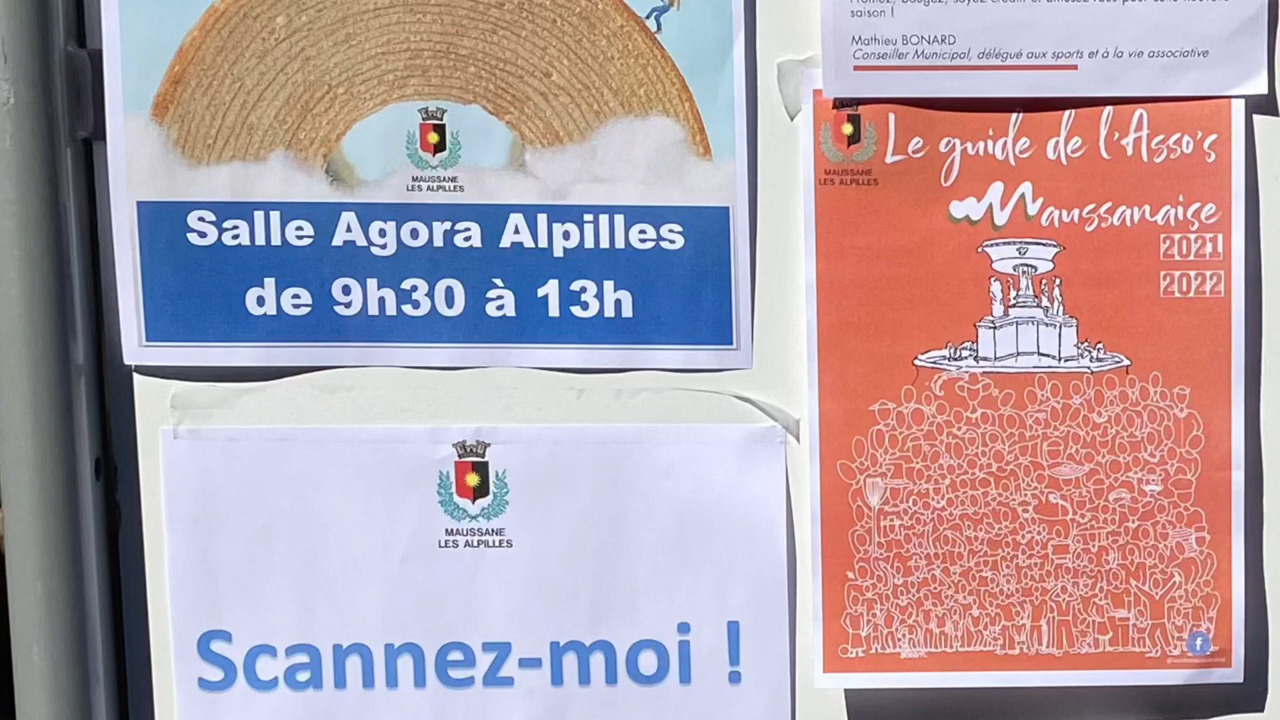 saison !
Mathieu BONARD
Conseiller Municipal, délégué aux sports et à la vie associative
MAUSSANE
LES ALPILLES
Salle Agora Alpilles
de 9h30 à 13h
MAUSSANE
LES ALPILLES
Le guide de l'Asso's
Maussanaise
2021
2022
MAUSSANE
LES ALPILLES
Scannez-moi !
f